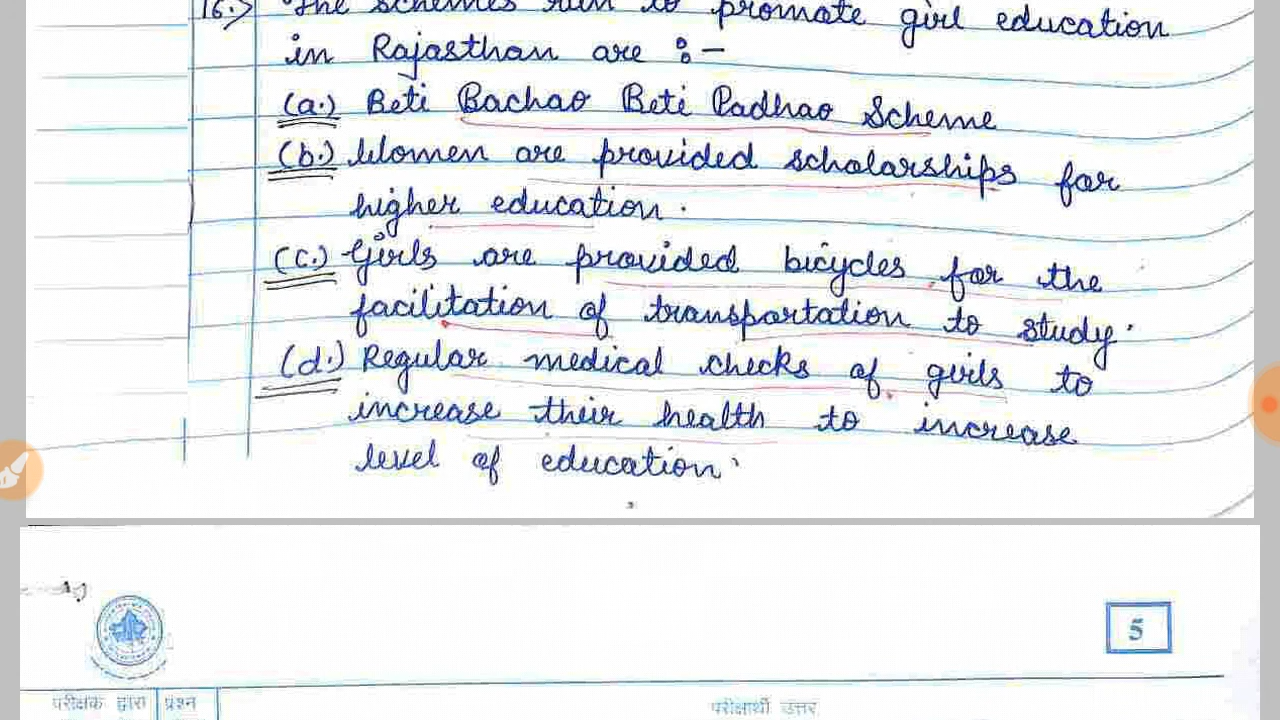 16.> The schemes run to promate girl education
in Rajasthan are :-
(a.) Beti Bachao Beti Padhao Scheme
(b.) Women are provided scholarships for
higher education.
(c.) Girls are provided bicycles for the
facilitation of transportation to study.
(d.) Regular medical checks of girls to
increase their health to increase
level of education.
5
परीक्षक द्वारा प्रश्न परीक्षार्थी उत्तर